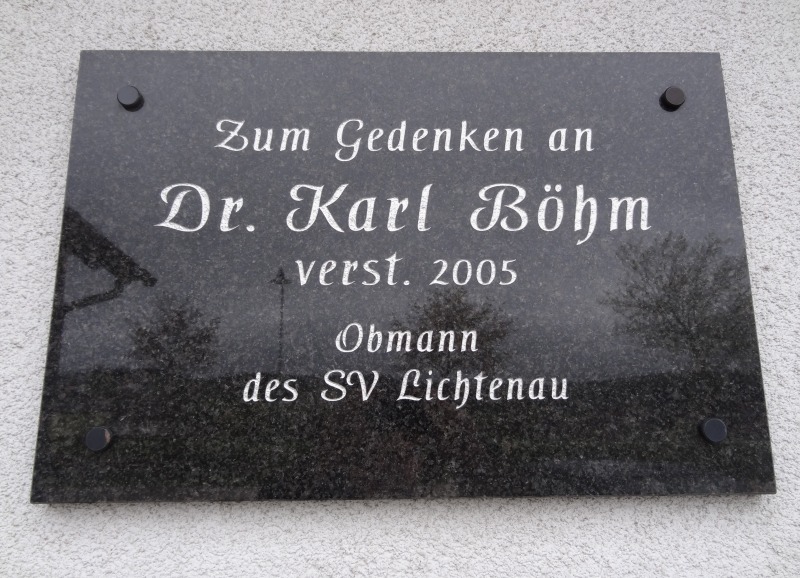 Zum Gedenken an
Dr. Karl Böhm
verst. 2005
Obmann
des SV Lichtenau